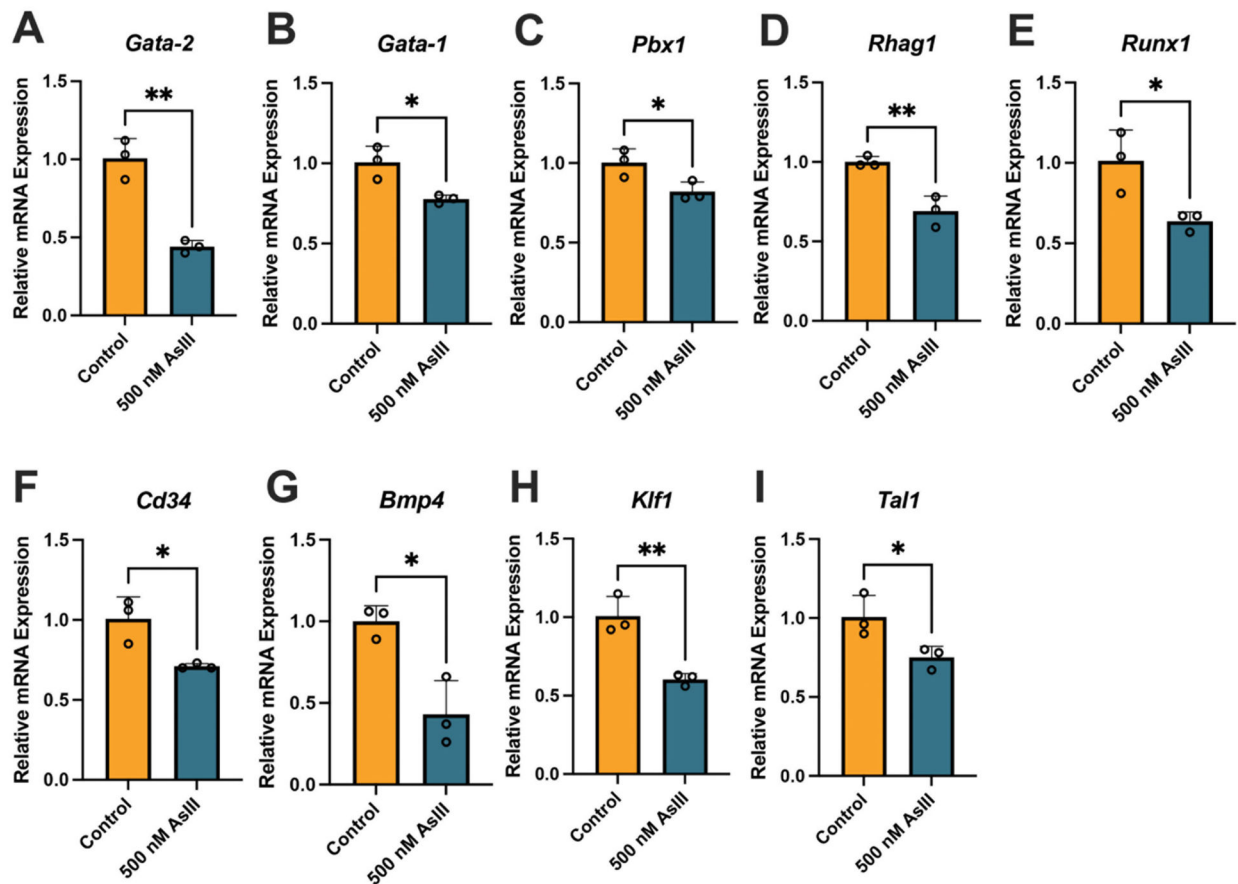 A
Gata-2
Relative mRNA Expression
1.5
1.0
0.5
0.0
**
Control
500 nM AsIII
B
Gata-1
Relative mRNA Expression
1.5
1.0
0.5
0.0
*
Control
500 nM AsIII
C
Pbx1
Relative mRNA Expression
1.5
1.0
0.5
0.0
*
Control
500 nM AsIII
D
Rhag1
Relative mRNA Expression
1.5
1.0
0.5
0.0
**
Control
500 nM AsIII
E
Runx1
Relative mRNA Expression
1.5
1.0
0.5
0.0
*
Control
500 nM AsIII
F
Cd34
Relative mRNA Expression
1.5
1.0
0.5
0.0
*
Control
500 nM AsIII
G
Bmp4
Relative mRNA Expression
1.5
1.0
0.5
0.0
*
Control
500 nM AsIII
H
Klf1
Relative mRNA Expression
1.5
1.0
0.5
0.0
**
Control
500 nM AsIII
I
Tal1
Relative mRNA Expression
1.5
1.0
0.5
0.0
*
Control
500 nM AsIII